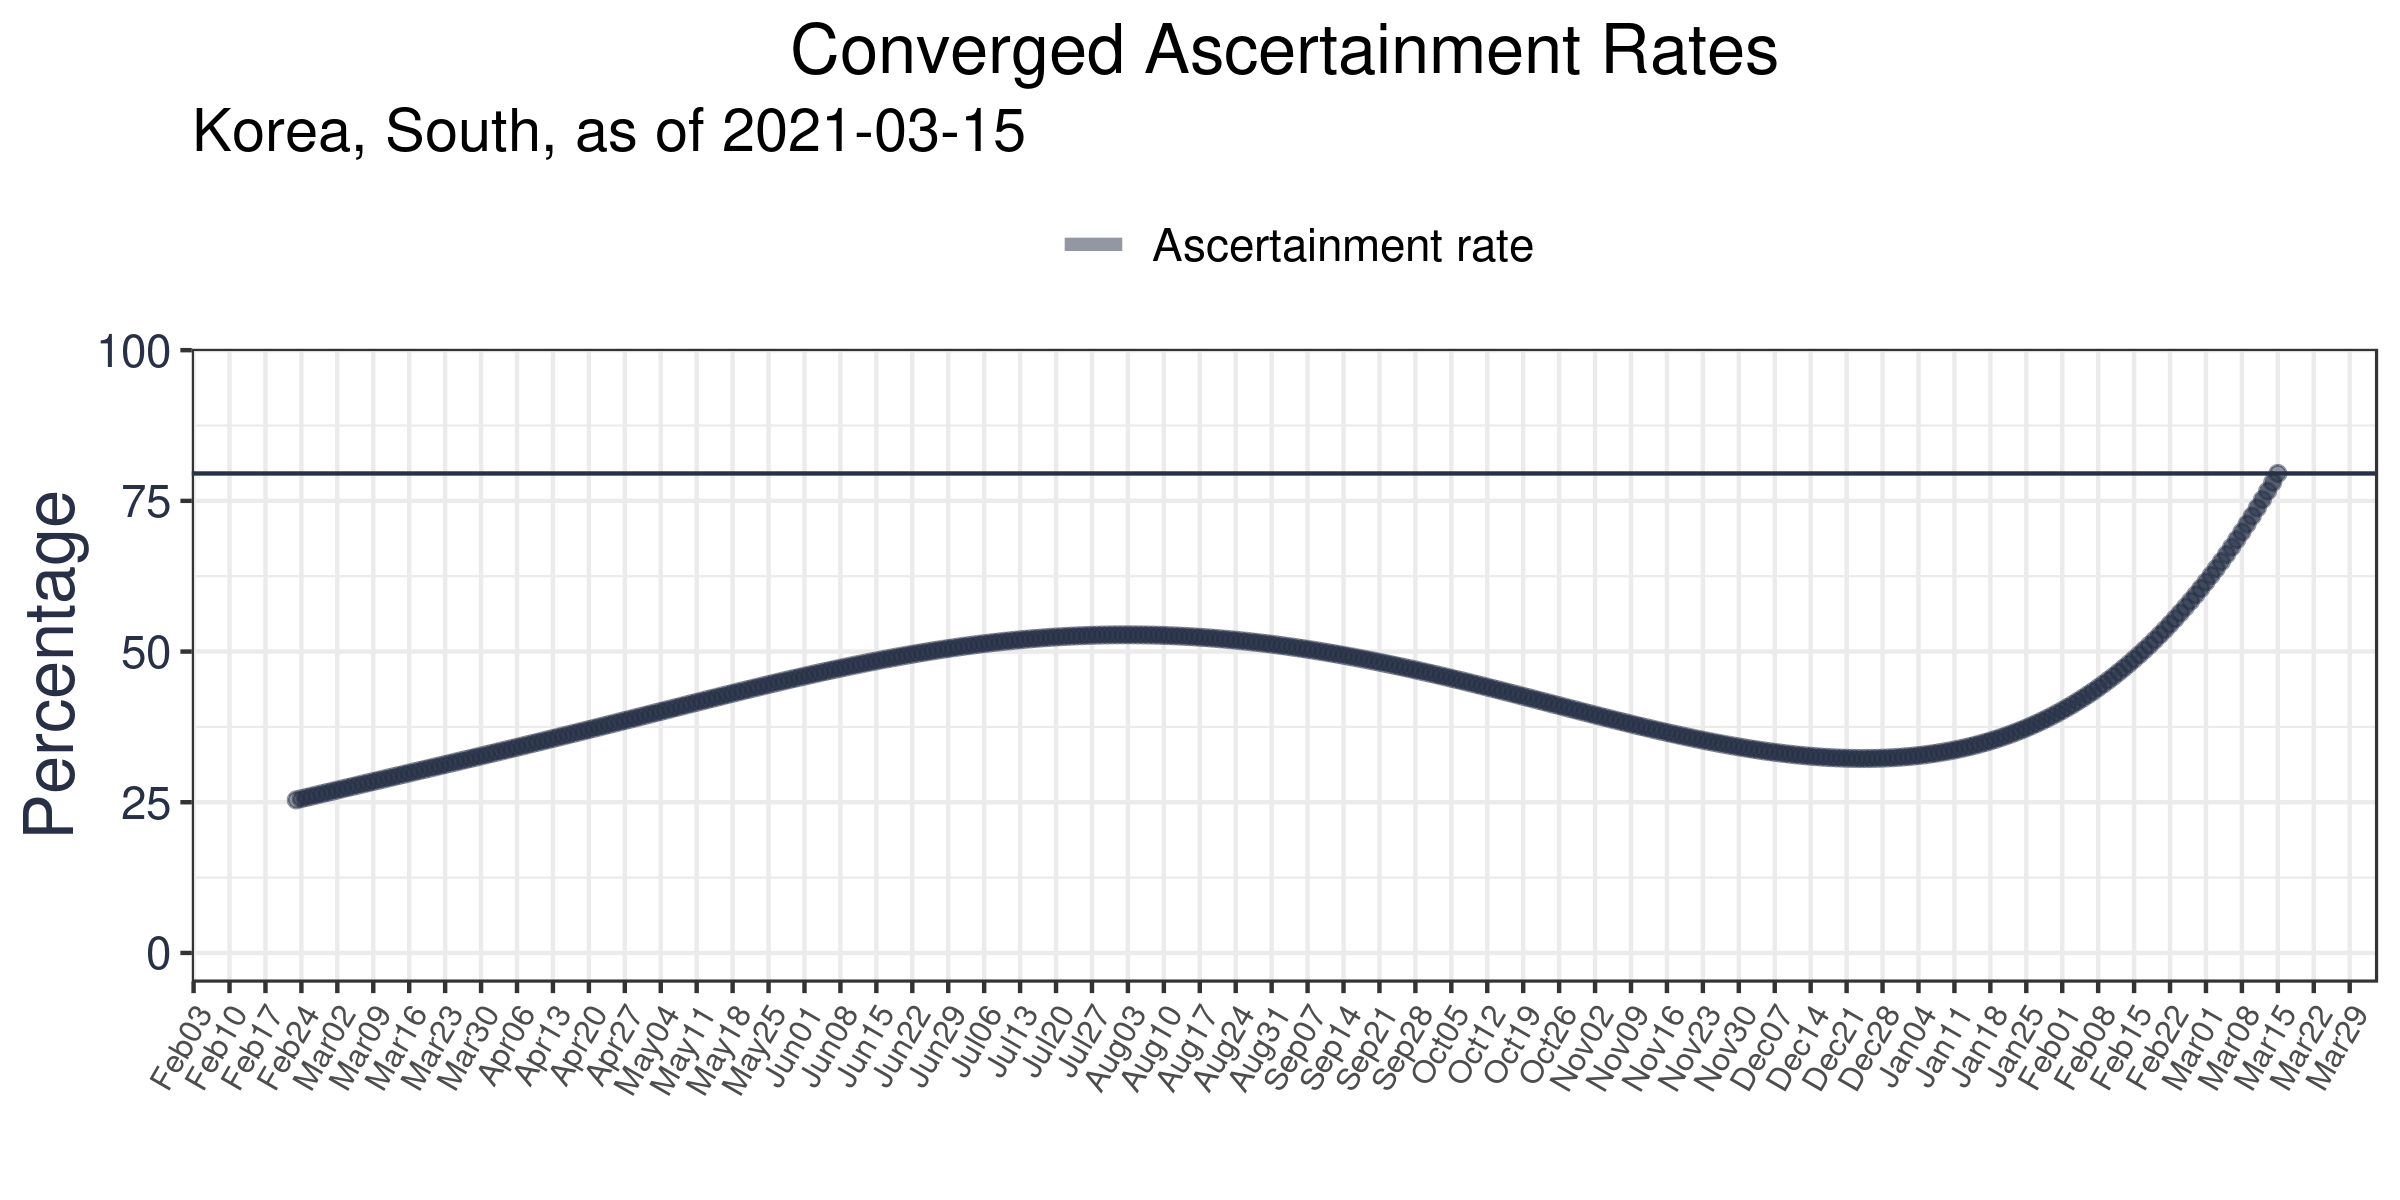 Converged Ascertainment Rates
Korea, South, as of 2021-03-15
Ascertainment rate
Percentage
100
75
50
25
0
Feb03 Feb10 Feb17 Feb24 Mar02 Mar09 Mar16 Mar23 Mar30 Apr06 Apr13 Apr20 Apr27 May04 May11 May18 May25 Jun01 Jun08 Jun15 Jun22 Jun29 Jul06 Jul13 Jul20 Jul27 Aug03 Aug10 Aug17 Aug24 Aug31 Sep07 Sep14 Sep21 Sep28 Oct05 Oct12 Oct19 Oct26 Nov02 Nov09 Nov16 Nov23 Nov30 Dec07 Dec14 Dec21 Dec28 Jan04 Jan11 Jan18 Jan25 Feb01 Feb08 Feb15 Feb22 Mar01 Mar08 Mar15 Mar22 Mar29